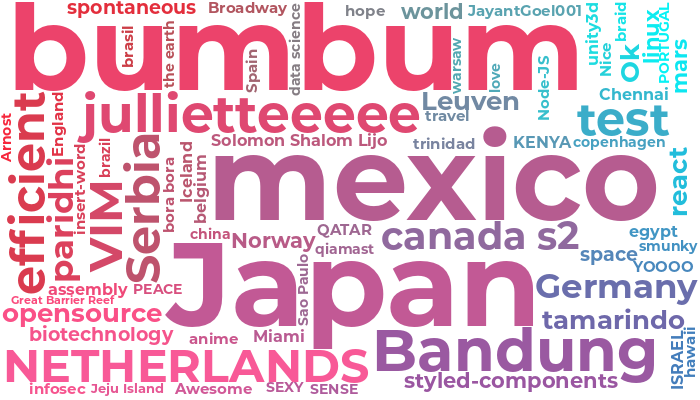 spontaneous
Broadway
hope
world
JayantGoel001
bumbum
brasil
the earth
Spain
data science
warsaw
love
Node-JS
unity3d
Nice
braid
Ok
linux
PORTUGAL
mars
Chennai
Arnost
efficient
England
paridhi
insert-word
brazil
VIM
jullietteeeee
Leuven
travel
test
Serbia
bora bora
Iceland
belgium
Solomon Shalom Lijo
trinidad
KENYA
copenhagen
react
mexico
china
Norway
QATAR
qiamast
canada s2
egypt
smunky
space
YOOOO
Japan
Sao Paulo
assembly
PEACE
Great Barrier Reef
opensource
biotechnology
anime
Miami
Germany
tamarindo
ISRAEL
hawaii
NETHERLANDS
Bandung
styled-components
infosec
Jeju Island
Awesome
SEXY
SENSE